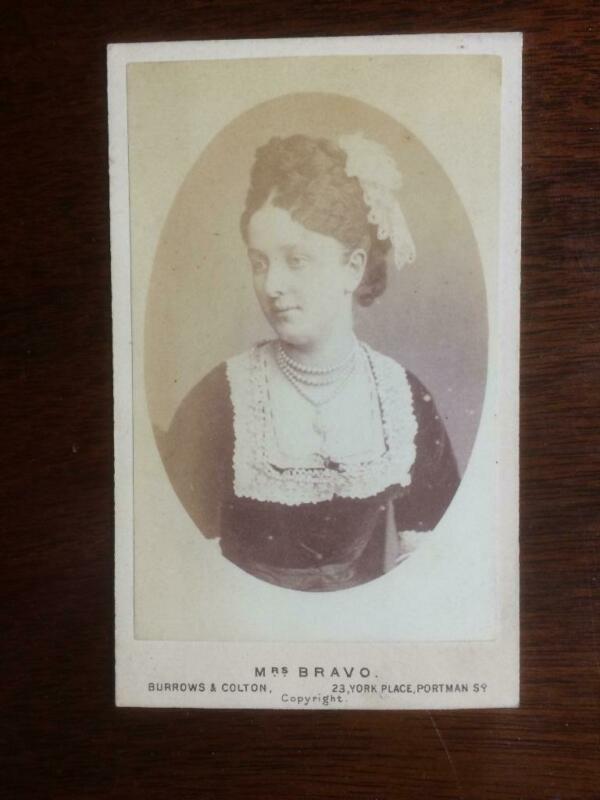 MRS BRAVO.
BURROWS & COLTON, 23, YORK PLACE, PORTMAN SQ
Copyright.